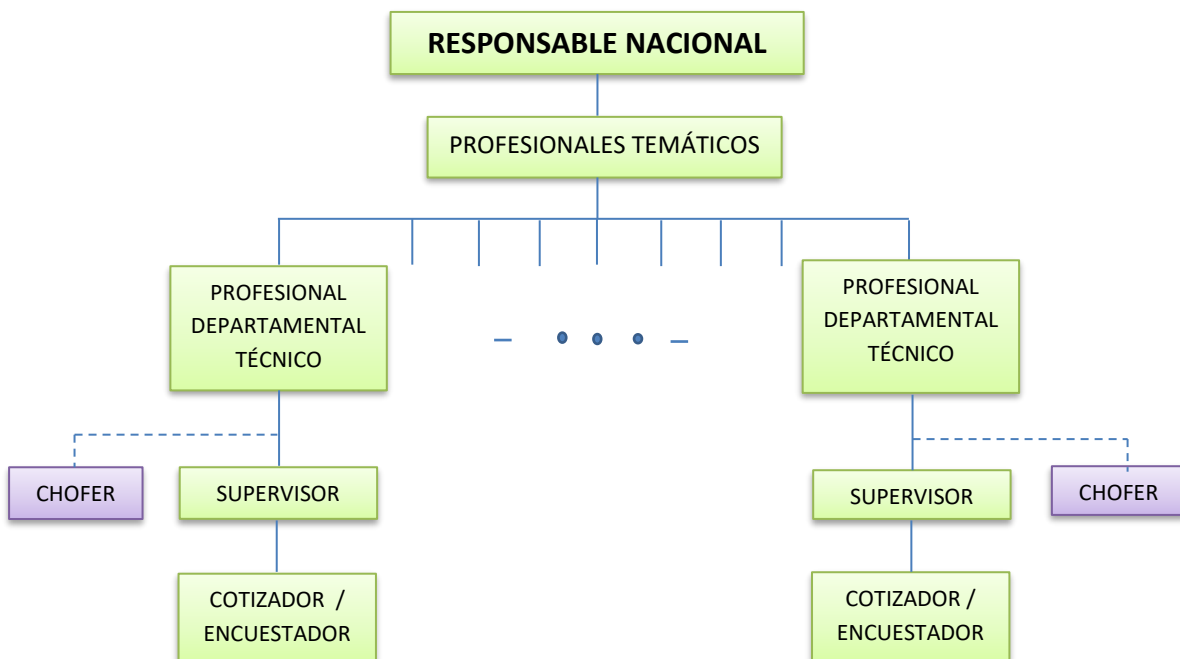 RESPONSABLE NACIONAL
PROFESIONALES TEMÁTICOS
PROFESIONAL
DEPARTAMENTAL
TÉCNICO
PROFESIONAL
DEPARTAMENTAL
TÉCNICO
CHOFER
SUPERVISOR
SUPERVISOR
CHOFER
COTIZADOR /
ENCUESTADOR
COTIZADOR /
ENCUESTADOR